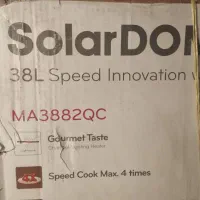 SolarDOM
38L Speed Innovation w
MA3882QC
Gourmet Taste
Speed Cook Max. 4 times